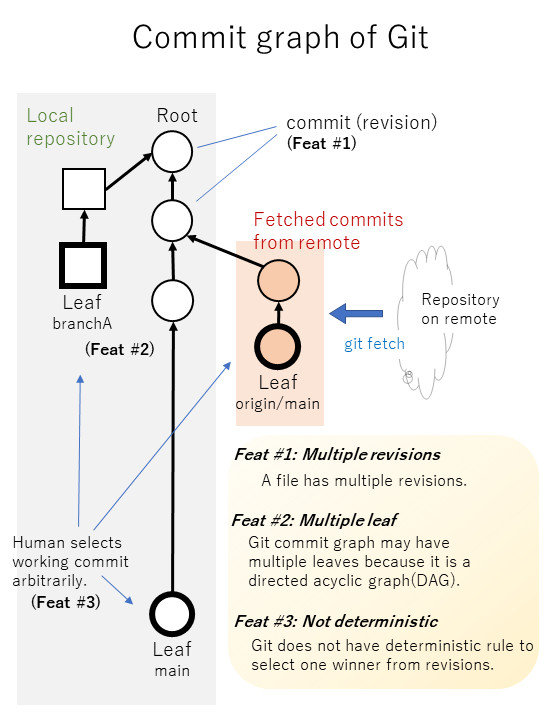 Commit graph of Git
Local
repository
Root
commit (revision)
(Feat #1)
Fetched commits
from remote
Leaf
branchA
(Feat #2)
Repository
on remote
git fetch
Leaf
origin/main
Human selects
working commit
arbitrarily.
(Feat #3)
Leaf
main
Feat #1: Multiple revisions
A file has multiple revisions.
Feat #2: Multiple leaf
Git commit graph may have
multiple leaves because it is a
directed acyclic graph(DAG).
Feat #3: Not deterministic
Git does not have deterministic rule to
select one winner from revisions.